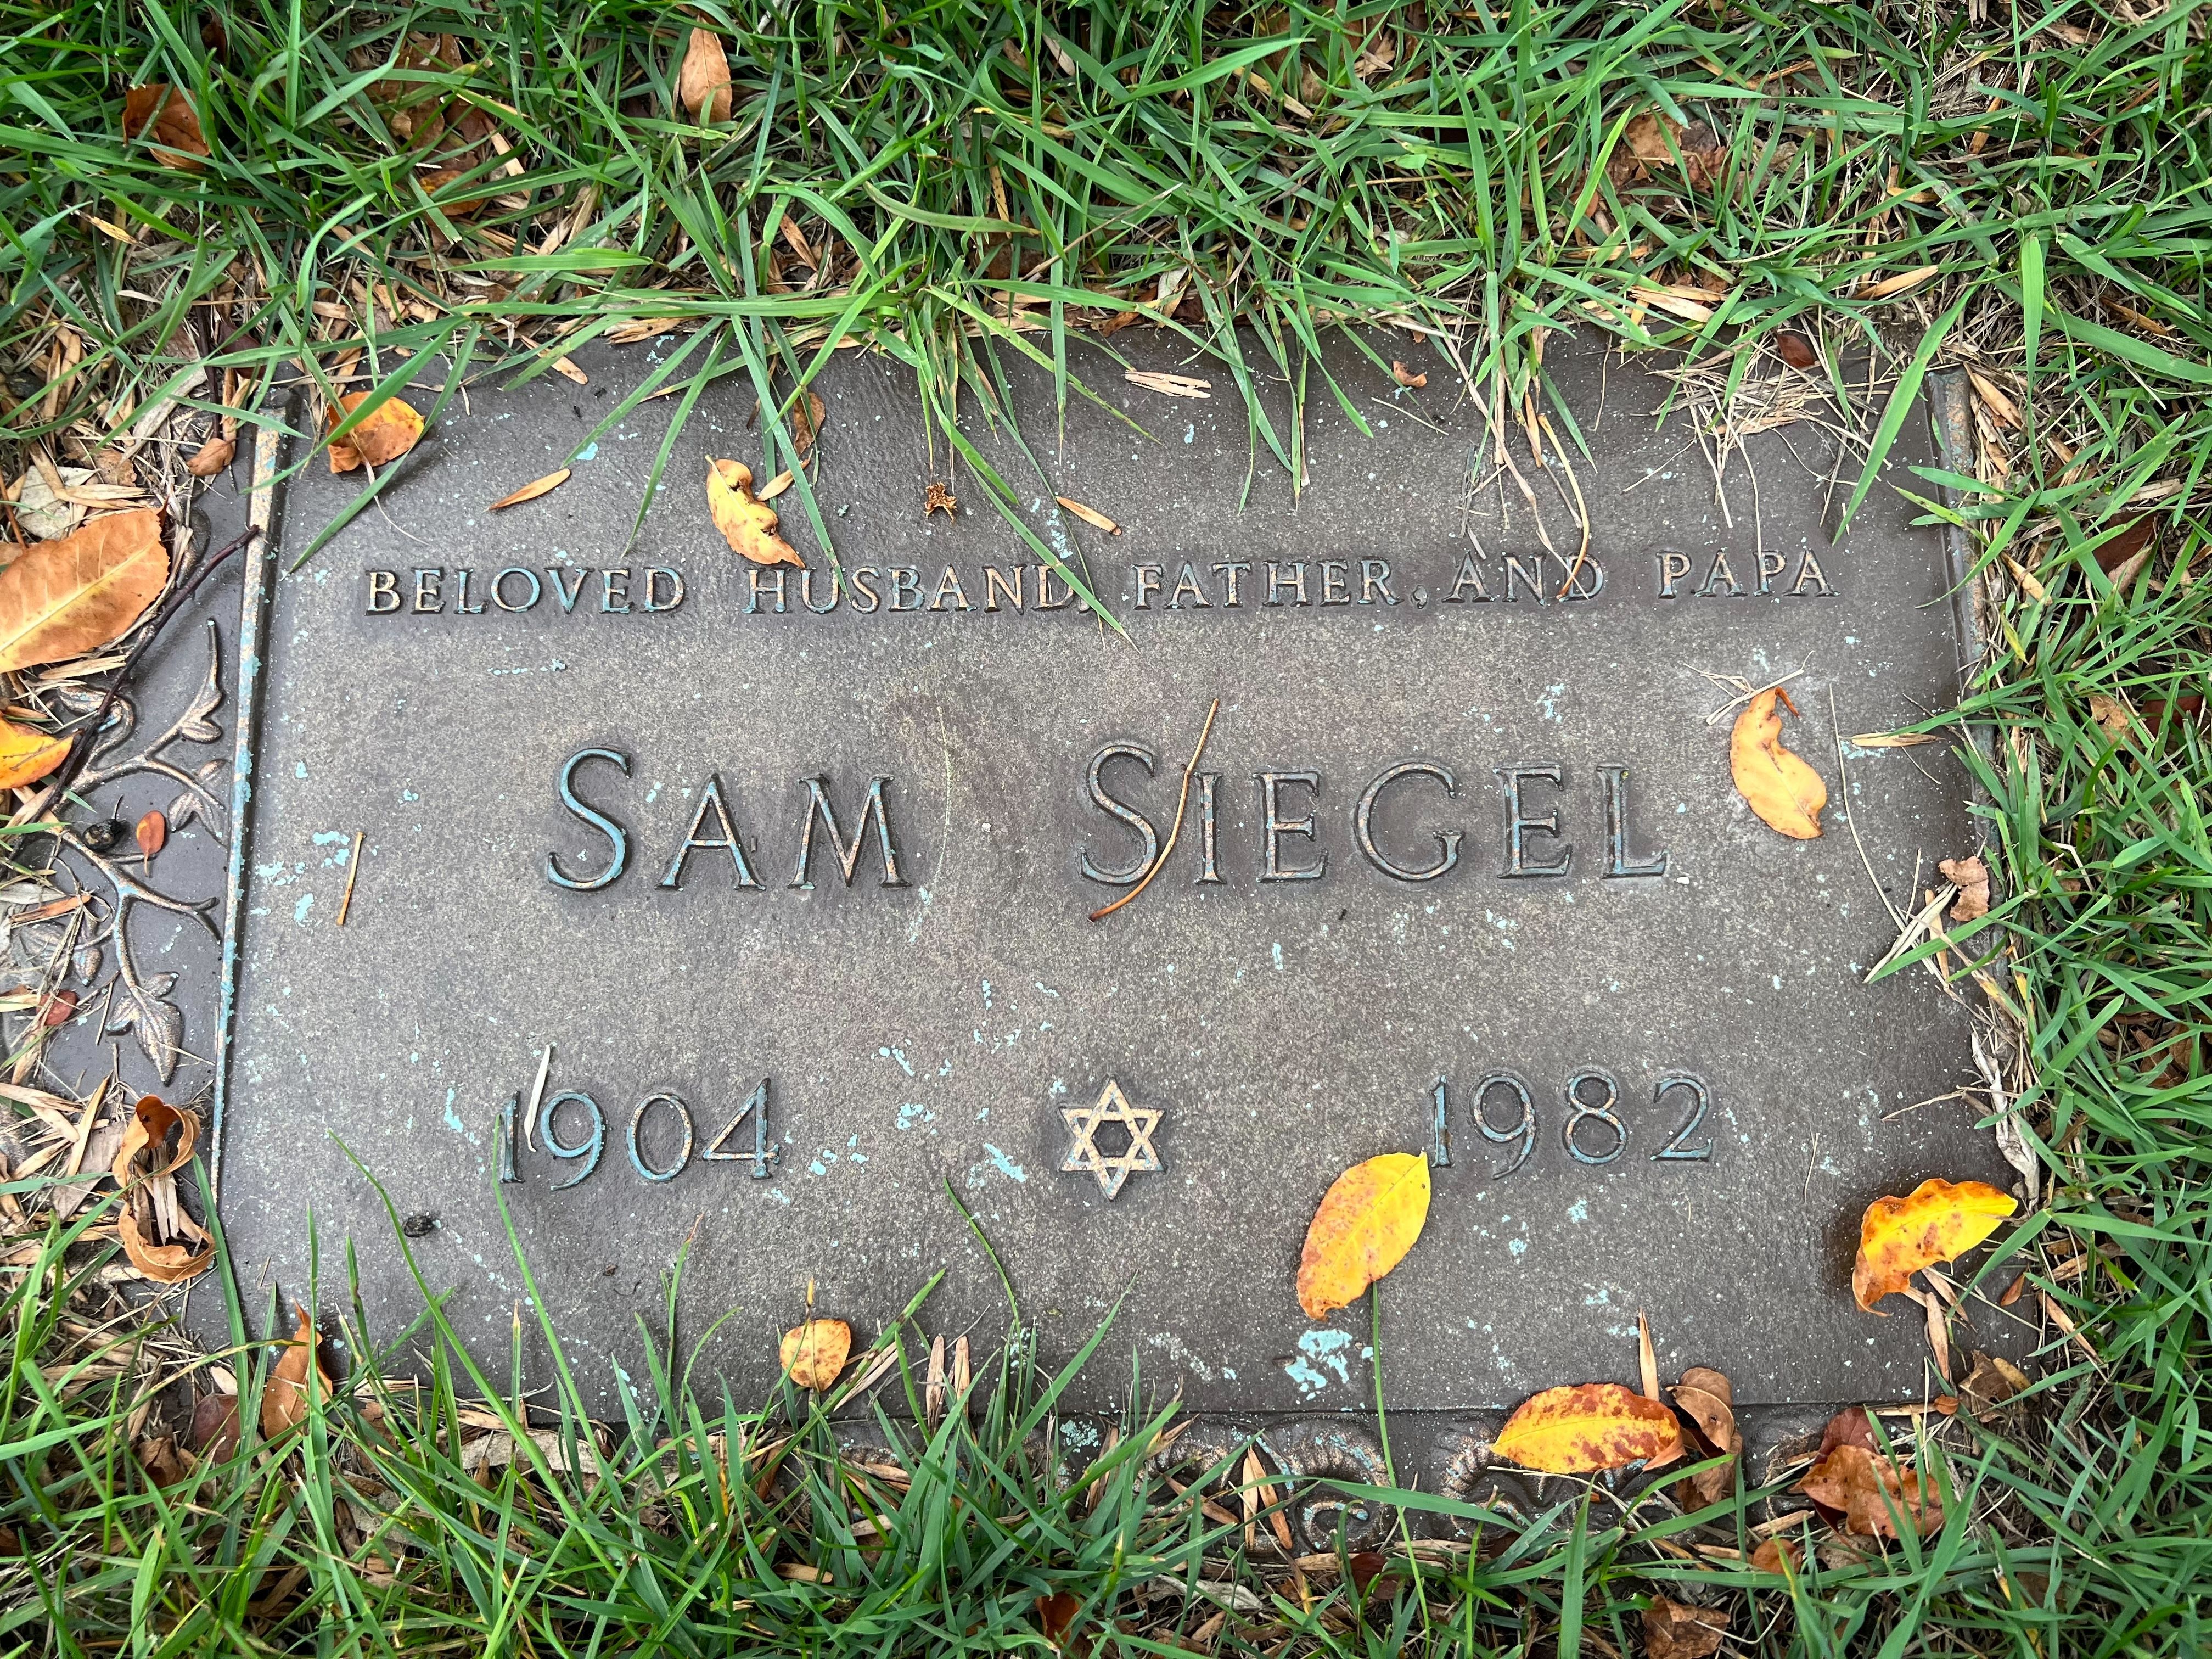 BELOVED HUSBAND, FATHER, AND PAPA
SAM SIEGEL
1904 1982